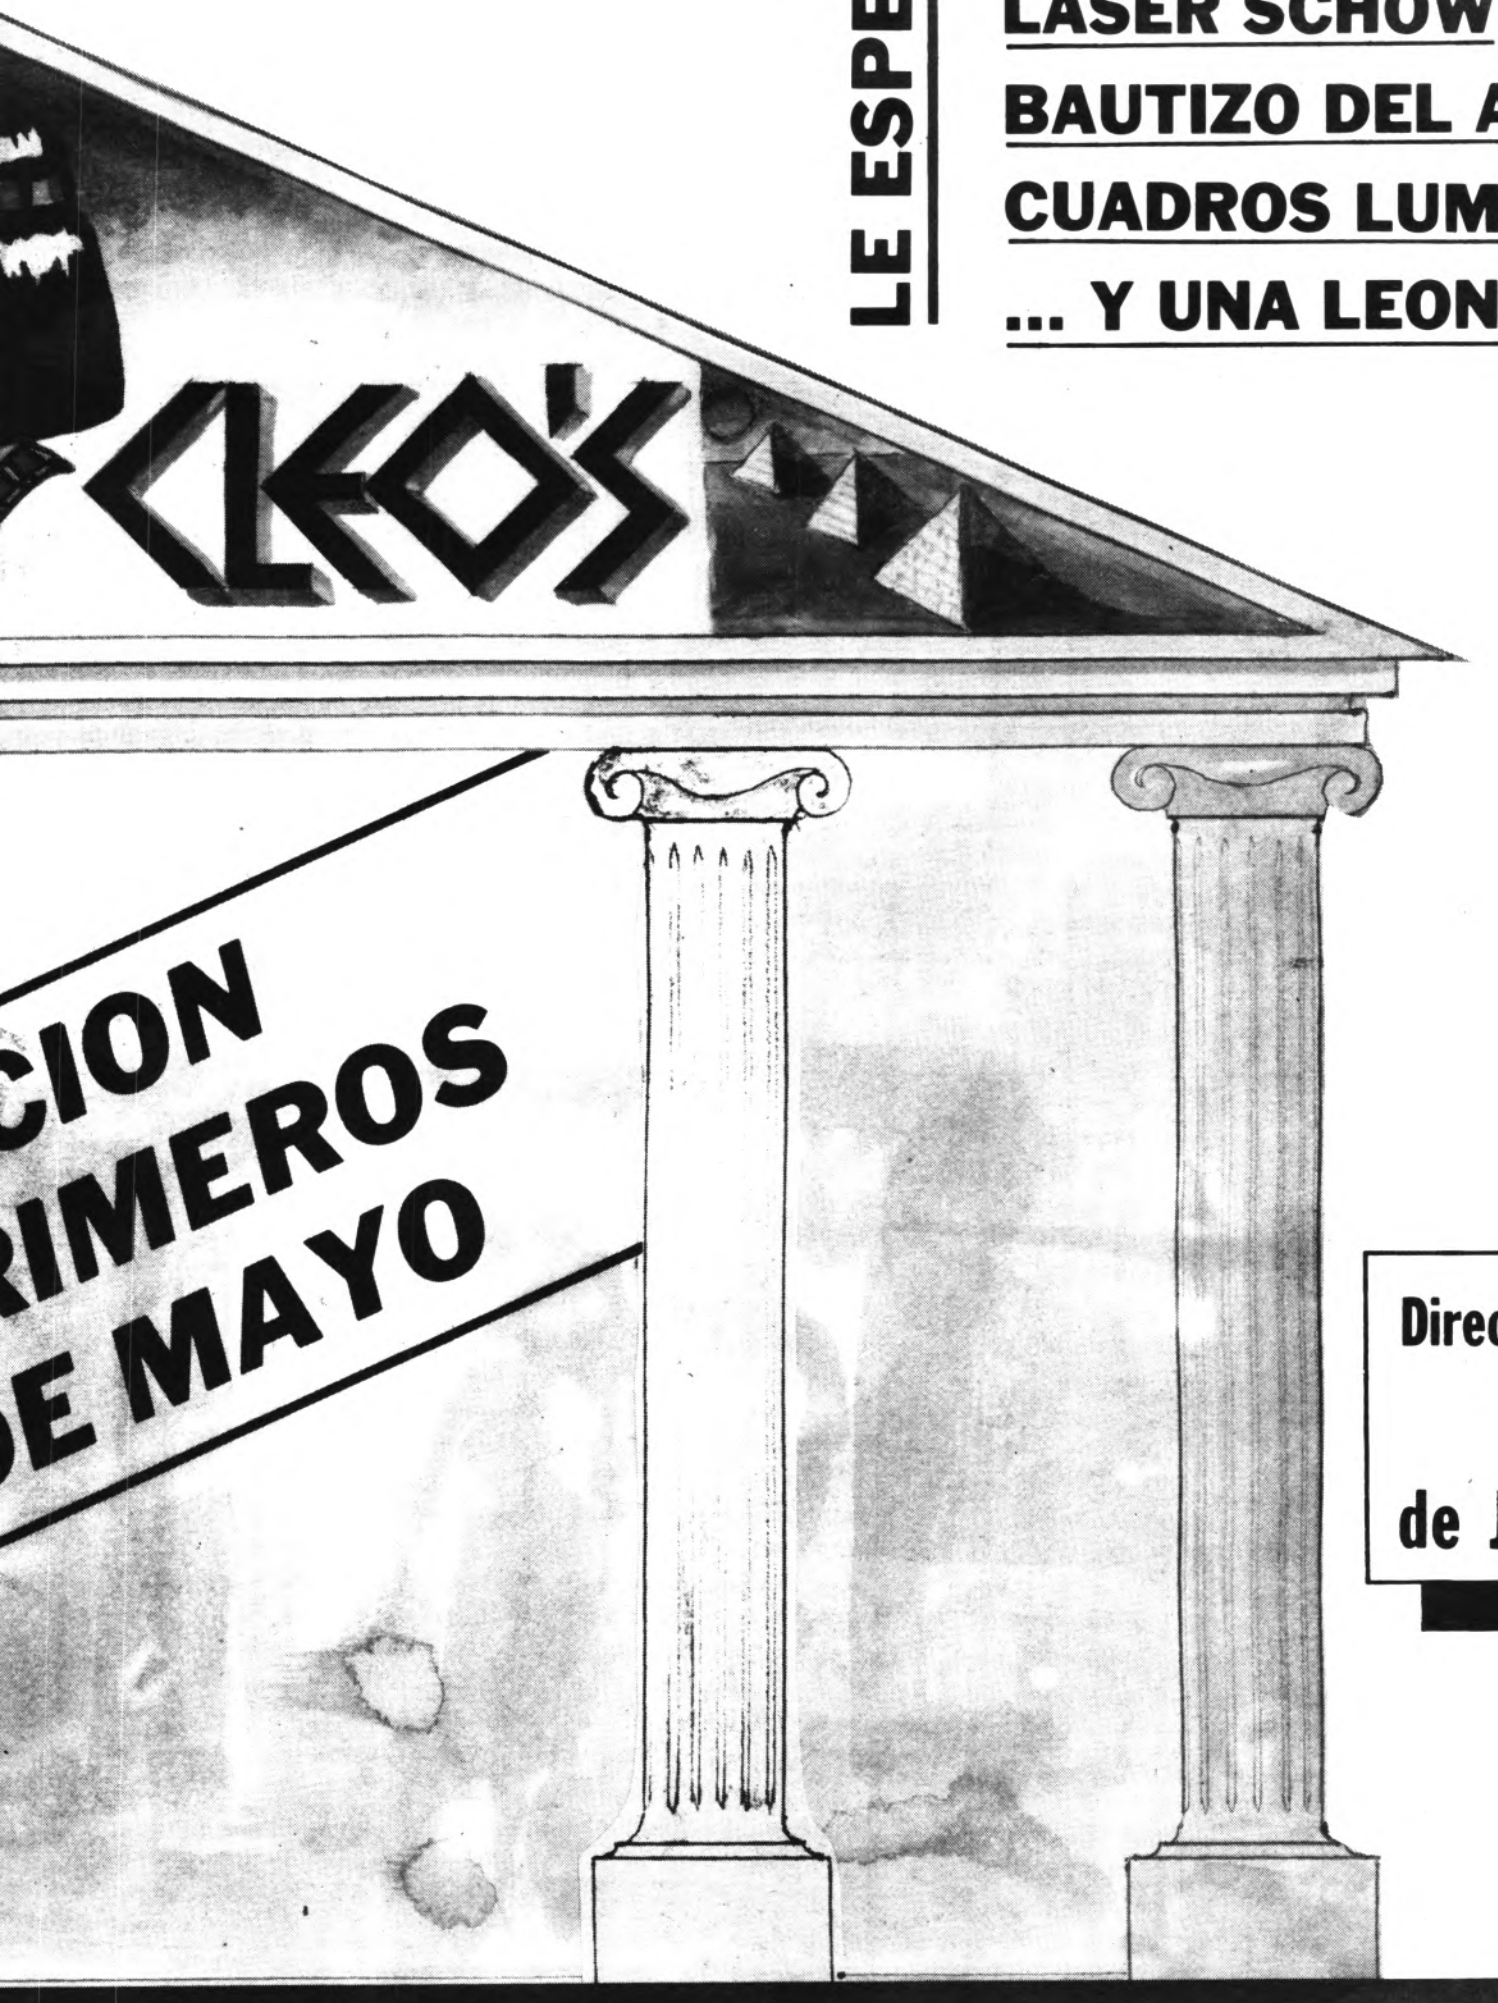 LE ESPE
LASER SCHOW
BAUTIZO DEL A
CUADROS LUM
... Y UNA LEON
CLEO'S
CION
RIMEROS
DE MAYO
Direc
de J